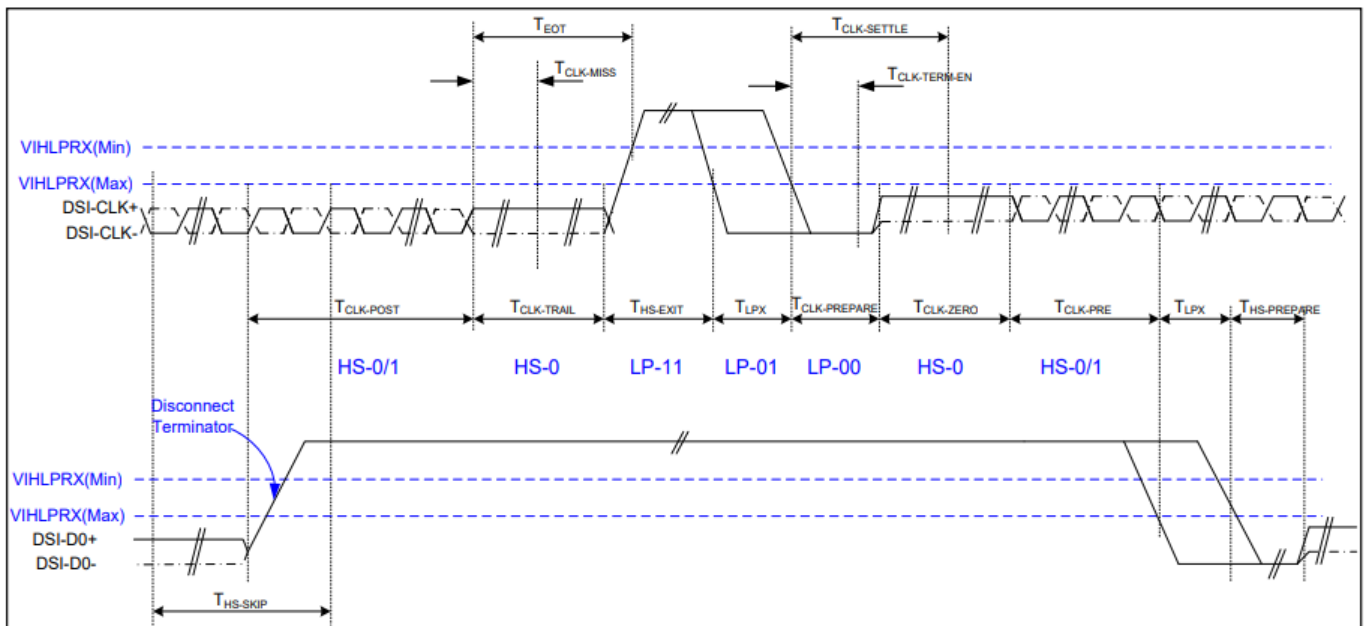 TEOT
TCLK-SETTLE
TCLK-MISS
TCLK-TERM-EN
VIHLPRX(Min)
VIHLPRX(Max)
DSI-CLK+
DSI-CLK-
TCLK-POST
TCLK-TRAIL
THS-EXIT
TLPX
TCLK-PREPARE
TCLK-ZERO
TCLK-PRE
TLPX
THS-PREPARE
HS-0/1
HS-0
LP-11
LP-01
LP-00
HS-0
HS-0/1
Disconnect
Terminator
VIHLPRX(Min)
VIHLPRX(Max)
DSI-D0+
DSI-D0-
THS-SKIP